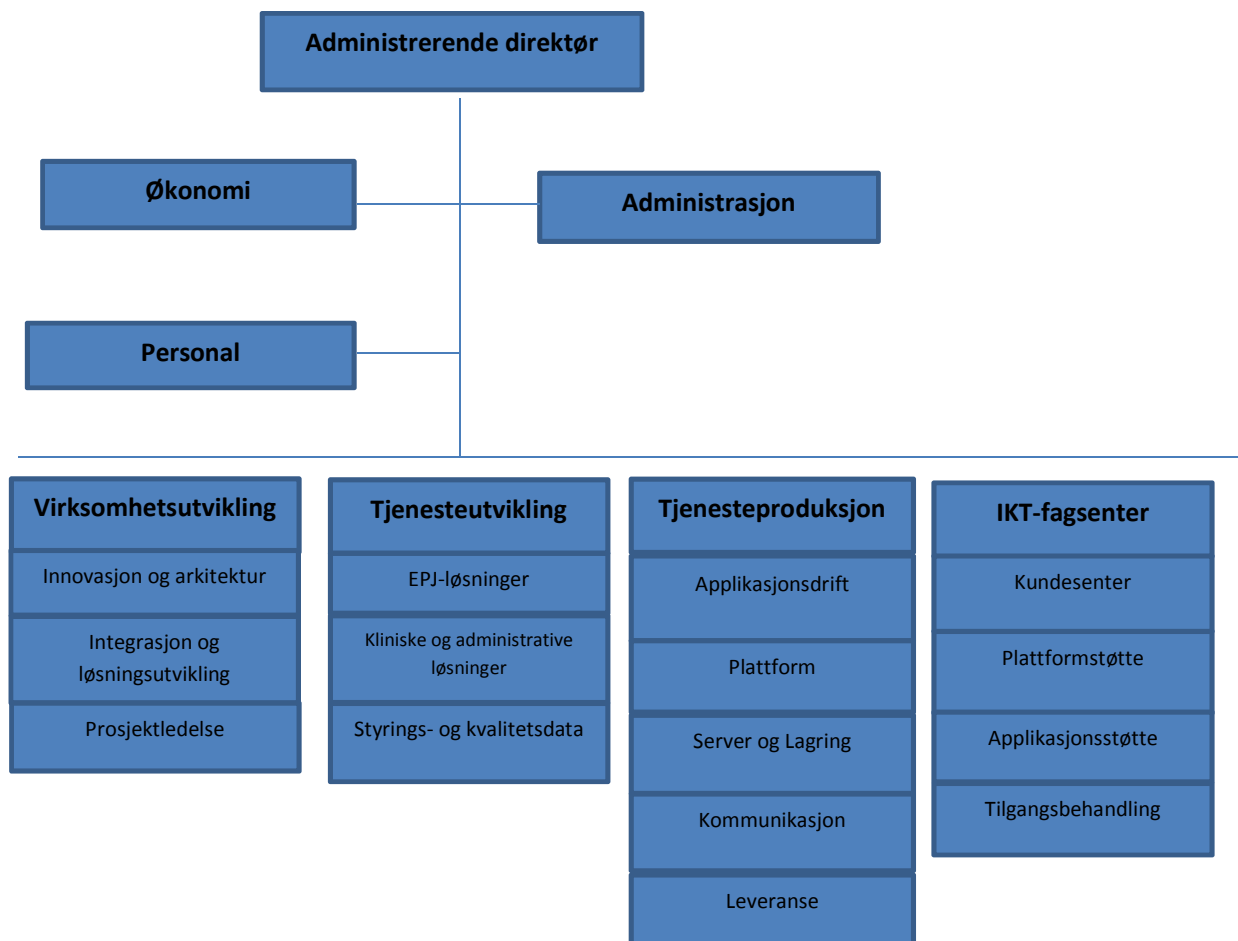 Administrerende direktør
Økonomi
Administrasjon
Personal
Virksomhetsutvikling
Innovasjon og arkitektur
Integrasjon og
løsningsutvikling
Prosjektledelse
Tjenesteutvikling
EPJ-løsninger
Kliniske og administrative
løsninger
Styrings- og kvalitetsdata
Tjenesteproduksjon
Applikasjonsdrift
Plattform
Server og Lagring
Kommunikasjon
Leveranse
IKT-fagsenter
Kundesenter
Plattformstøtte
Applikasjonsstøtte
Tilgangsbehandling